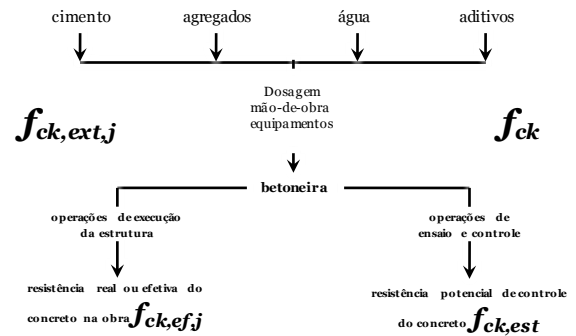 cimento agregados água aditivos
Dosagem
mão-de-obra
equipamentos
fck,ext,j
fck
betoneira
operações de execução
da estrutura
operações de
ensaio e controle
resistência real ou efetiva do
concreto na obra fck,ef,j
resistência potencial de controle
do concreto fck,est